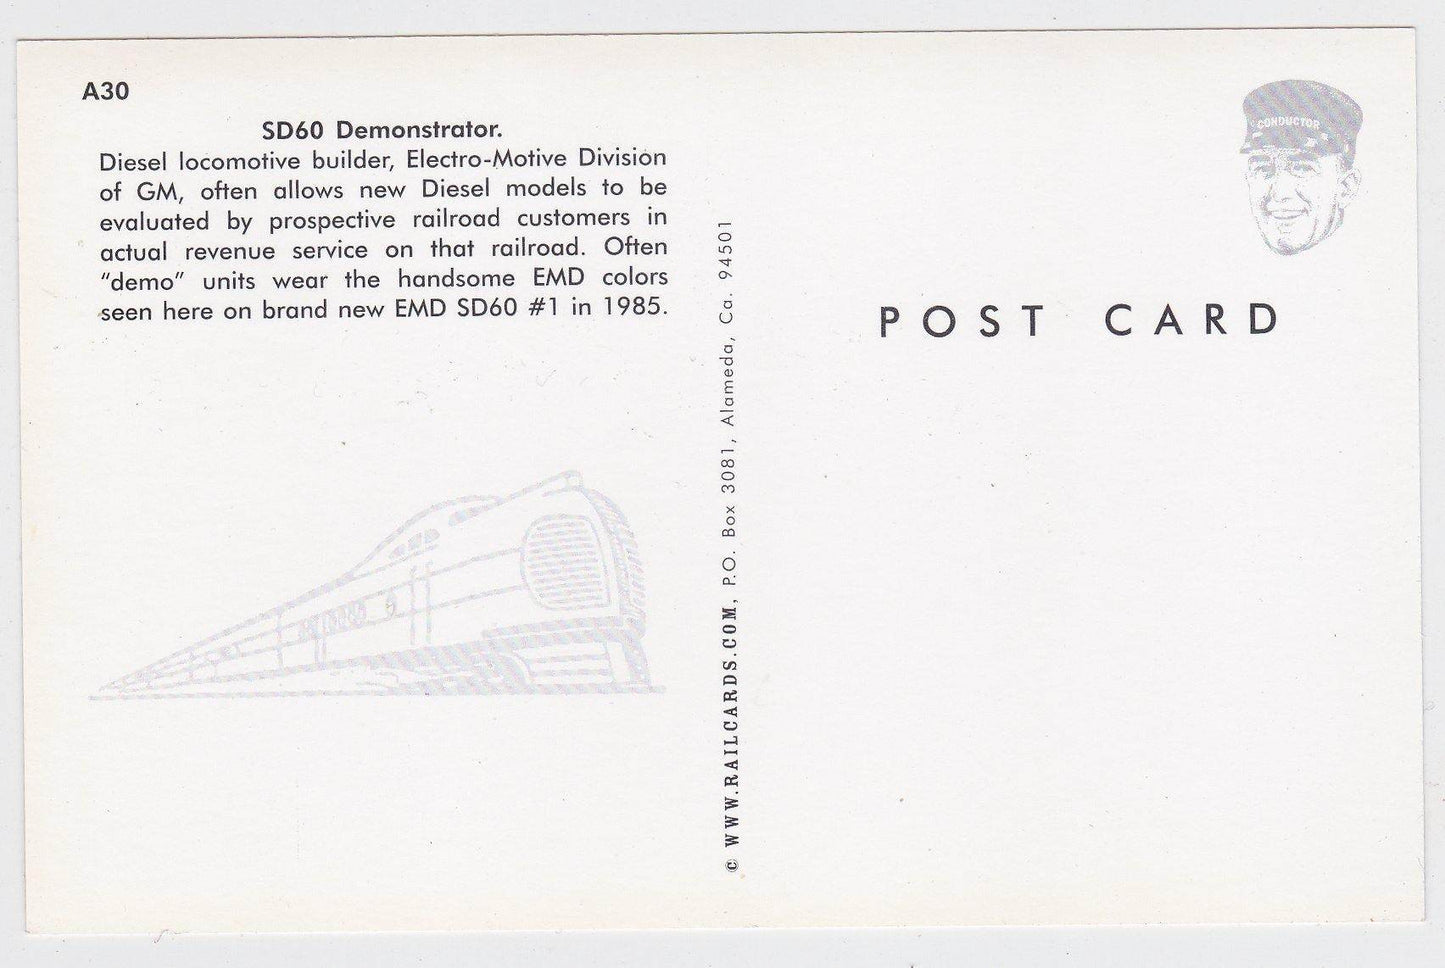 A30
SD60 Demonstrator.
Diesel locomotive builder, Electro-Motive Division
of GM, often allows new Diesel models to be
evaluated by prospective railroad customers in
actual revenue service on that railroad. Often
“demo” units wear the handsome EMD colors
seen here on brand new EMD SD60 #1 in 1985.
© WWW.RAILCARDS.COM, P.O. Box 3081, Alameda, Ca. 94501
CONDUCTOR
POST CARD